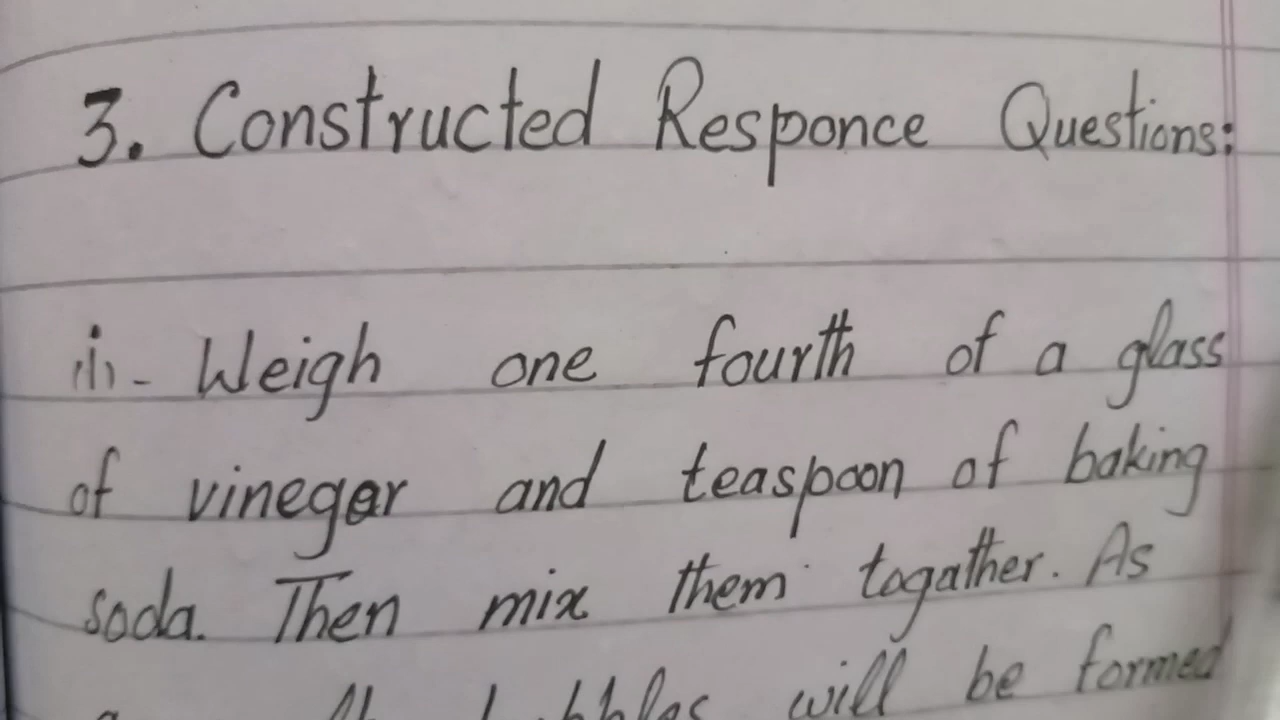 3. Constructed Responce Questions:
iii- Weigh one fourth of a glass
of vinegar and teaspoon of baking
soda. Then mix them togather. As
will be formed